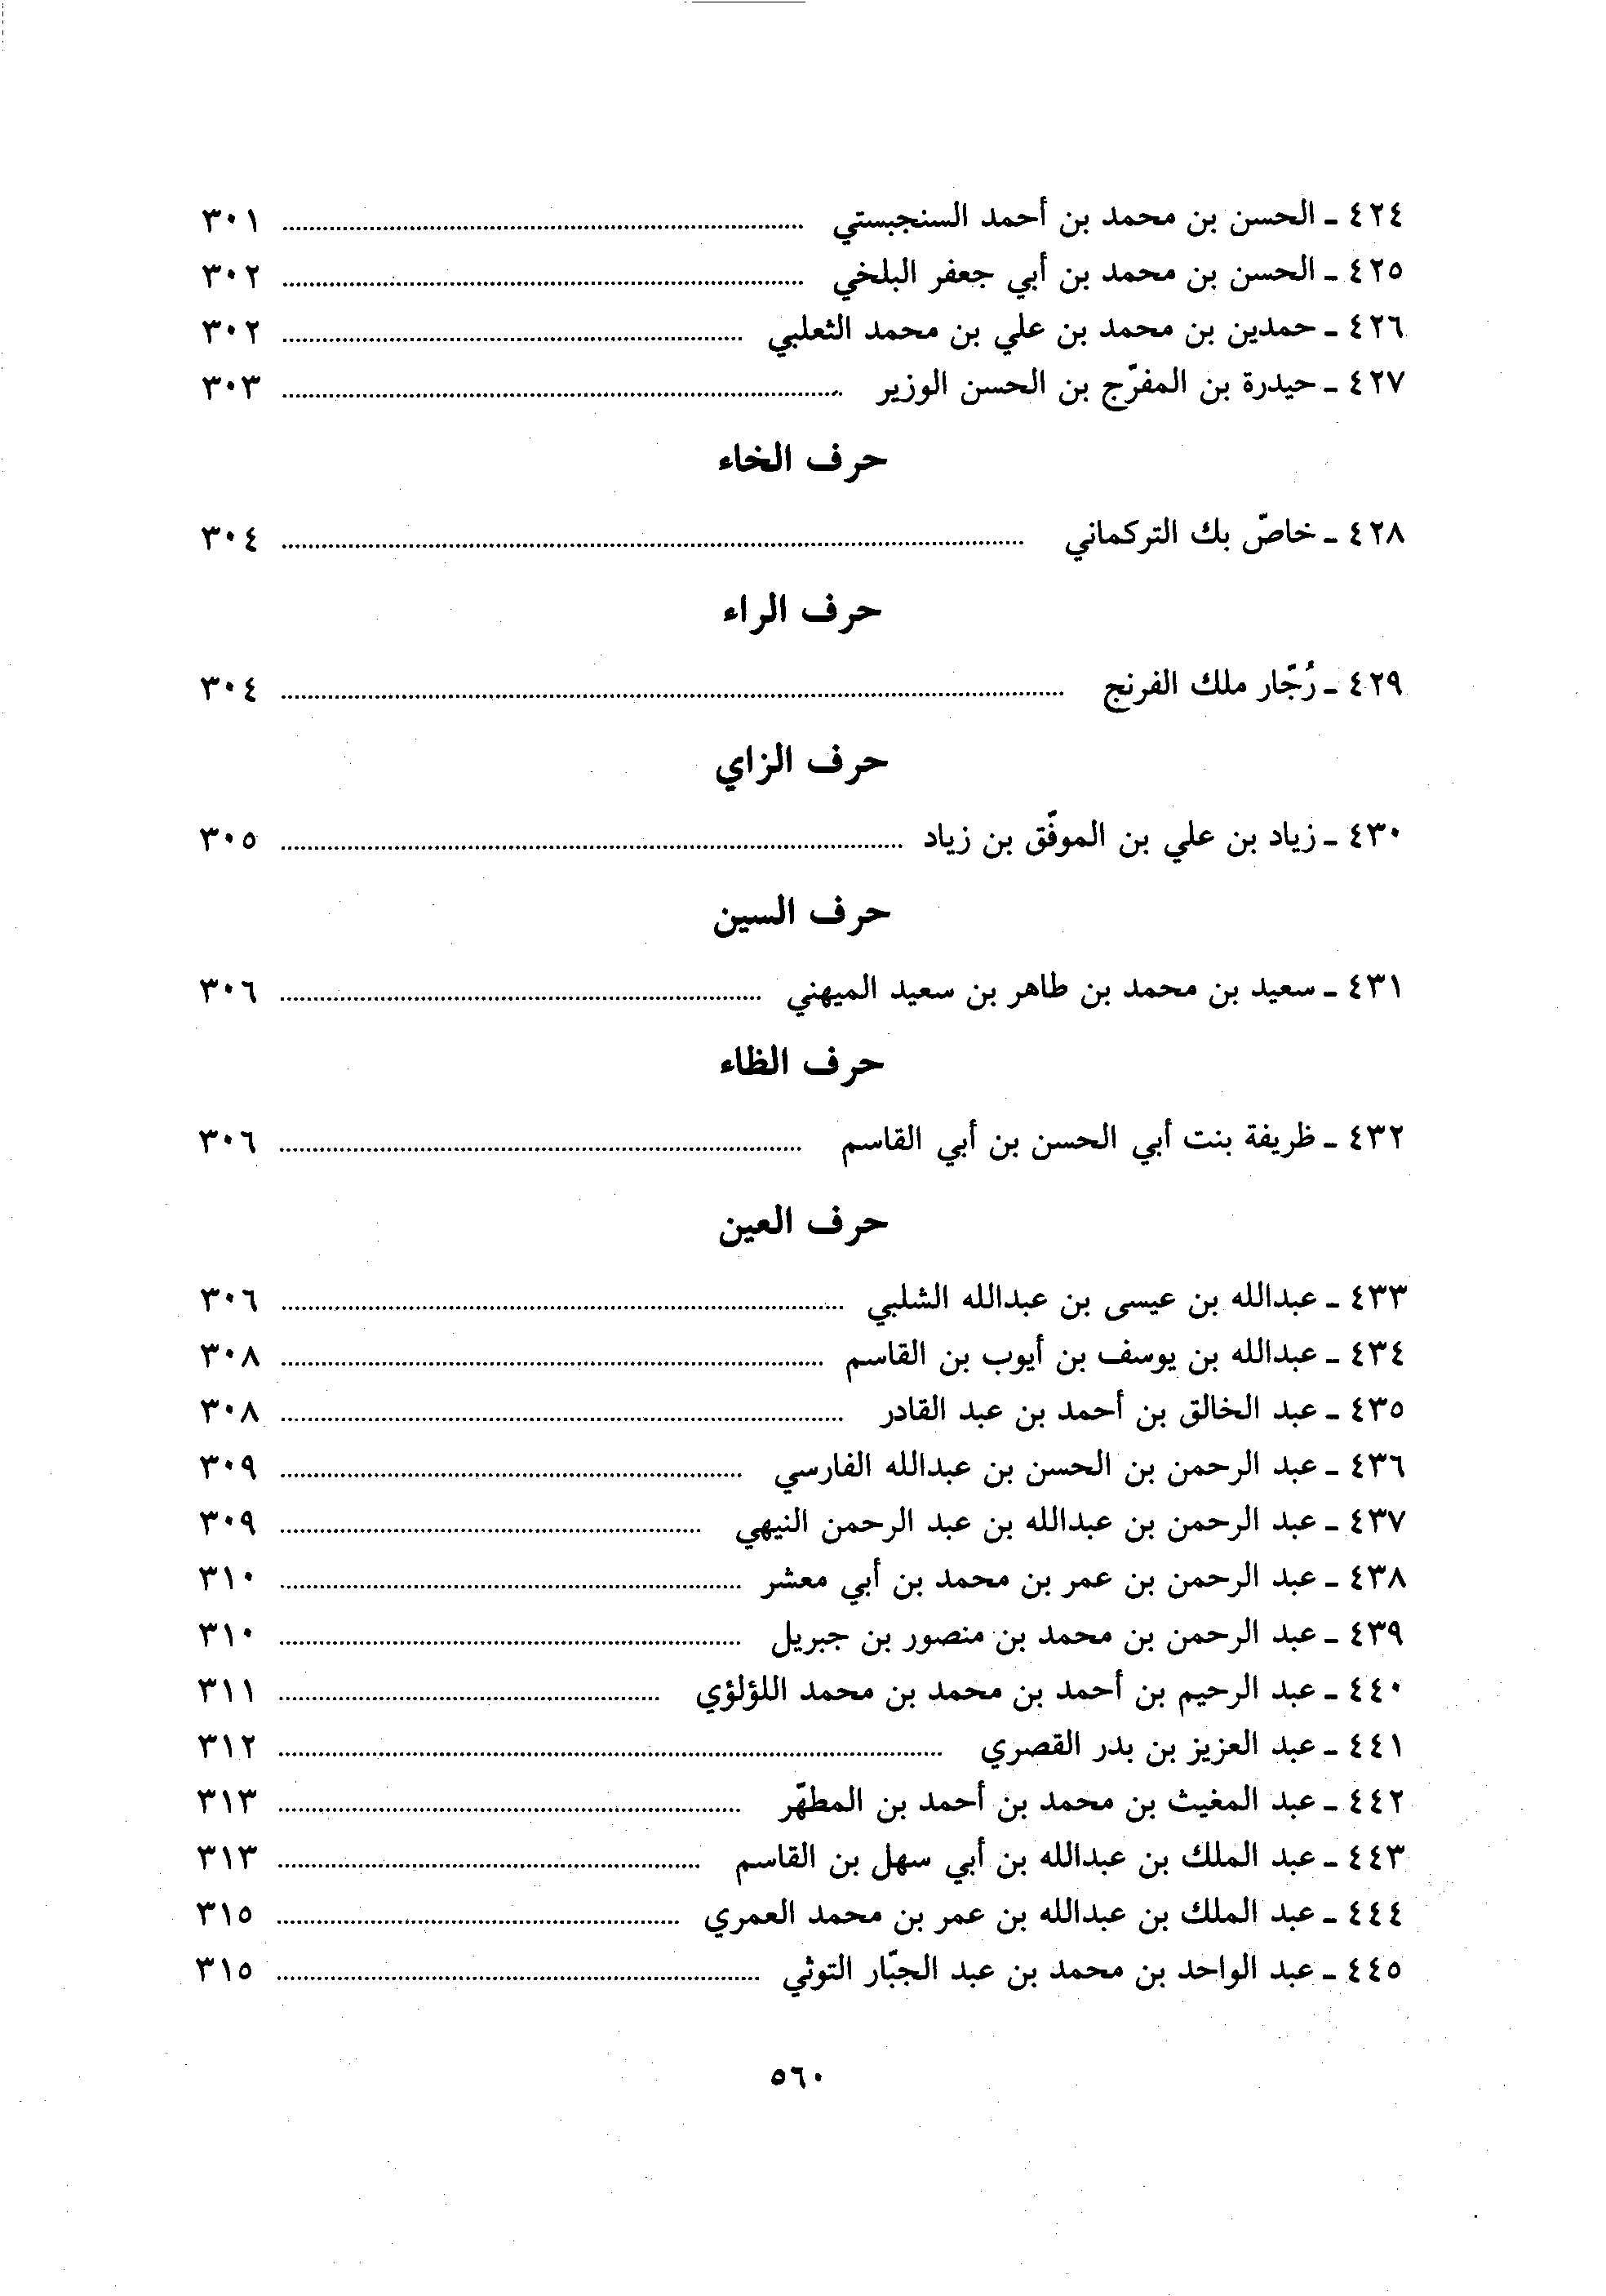 ٤٢٤ ـ الحسن بن محمد بن أحمد السنجبستي ........ ٣٠١
٤٢٥ ـ الحسن بن محمد بن أبي جعفر البلخي ........ ٣٠٢
٤٢٦ ـ حمدين بن محمد بن علي بن محمد الثعلبي ........ ٣٠٢
٤٢٧ ـ حيدرة بن المفرّج بن الحسن الوزير ........ ٣٠٣
حرف الخاء
٤٢٨ ـ خاصّ بك التركماني ........ ٣٠٤
حرف الراء
٤٢٩ ـ رُجّار ملك الفرنج ........ ٣٠٤
حرف الزاي
٤٣٠ ـ زياد بن علي بن الموفّق بن زياد ........ ٣٠٥
حرف السين
٤٣١ ـ سعيد بن محمد بن طاهر بن سعيد الميهني ........ ٣٠٦
حرف الظاء
٤٣٢ ـ ظريفة بنت أبي الحسن بن أبي القاسم ........ ٣٠٦
حرف العين
٤٣٣ ـ عبدالله بن عيسى بن عبدالله الشلبي ........ ٣٠٦
٤٣٤ ـ عبدالله بن يوسف بن أيوب بن القاسم ........ ٣٠٨
٤٣٥ ـ عبد الخالق بن أحمد بن عبد القادر ........ ٣٠٨
٤٣٦ ـ عبد الرحمن بن الحسن بن عبدالله الفارسي ........ ٣٠٩
٤٣٧ ـ عبد الرحمن بن عبدالله بن عبد الرحمن النيهي ........ ٣٠٩
٤٣٨ ـ عبد الرحمن بن عمر بن محمد بن أبي معشر ........ ٣١٠
٤٣٩ ـ عبد الرحمن بن محمد بن منصور بن جبريل ........ ٣١٠
٤٤٠ ـ عبد الرحيم بن أحمد بن محمد بن محمد اللؤلؤي ........ ٣١١
٤٤١ ـ عبد العزيز بن بدر القصري ........ ٣١٢
٤٤٢ ـ عبد المغيث بن محمد بن أحمد بن المطهّر ........ ٣١٣
٤٤٣ ـ عبد الملك بن عبدالله بن أبي سهل بن القاسم ........ ٣١٣
٤٤٤ ـ عبد الملك بن عبدالله بن عمر بن محمد العمري ........ ٣١٥
٤٤٥ ـ عبد الواحد بن محمد بن عبد الجبّار التوثي ........ ٣١٥
٥٦٠